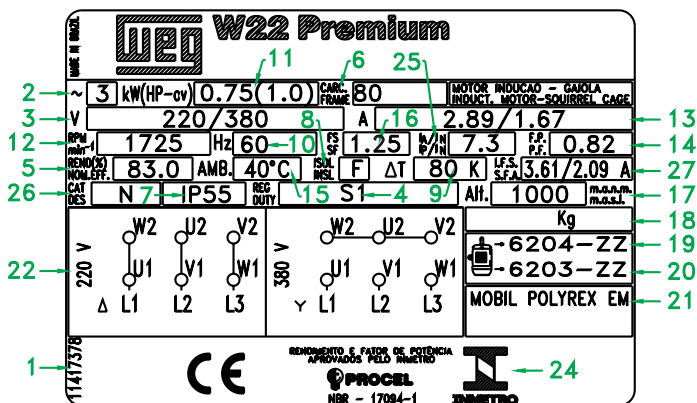 MADE IN BRAZIL
WEG W22 Premium
11 6 25
2 ~ 3 kW(HP-cv) 0.75(1.0) CARC. FRAME 80 MOTOR INDUCAO - GAIOLA
INDUCT. MOTOR-SQUIRREL CAGE
3 V 220/380 8 A 2.89/1.67 13
12 RPM min-1 1725 Hz 60 10 FS SF 1.25 16 Ia/In Ip/In 7.3 F.P. P.F. 0.82 14
5 REND(%) NOM.EFF. 83.0 AMB. 40°C ISOL INSL F ΔT 80 K I.F.S. S.F.A. 3.61/2.09 A 27
26 CAT DES N 7 IP55 REG DUTY 15 S1 4 9 Alt. 1000 m.a.n.m. m.a.s.l. 17
Kg 18
22 220 V W2 U2 V2 380 V W2 U2 V2
U1 V1 W1 U1 V1 W1
Δ L1 L2 L3 Y L1 L2 L3
6204-ZZ 19
6203-ZZ 20
MOBIL POLYREX EM 21
1 11417378
CE
RENDIMENTO E FATOR DE POTÊNCIA
APROVADOS PELO INMETRO
PROCEL
NBR - 17094-1
INMETRO
24